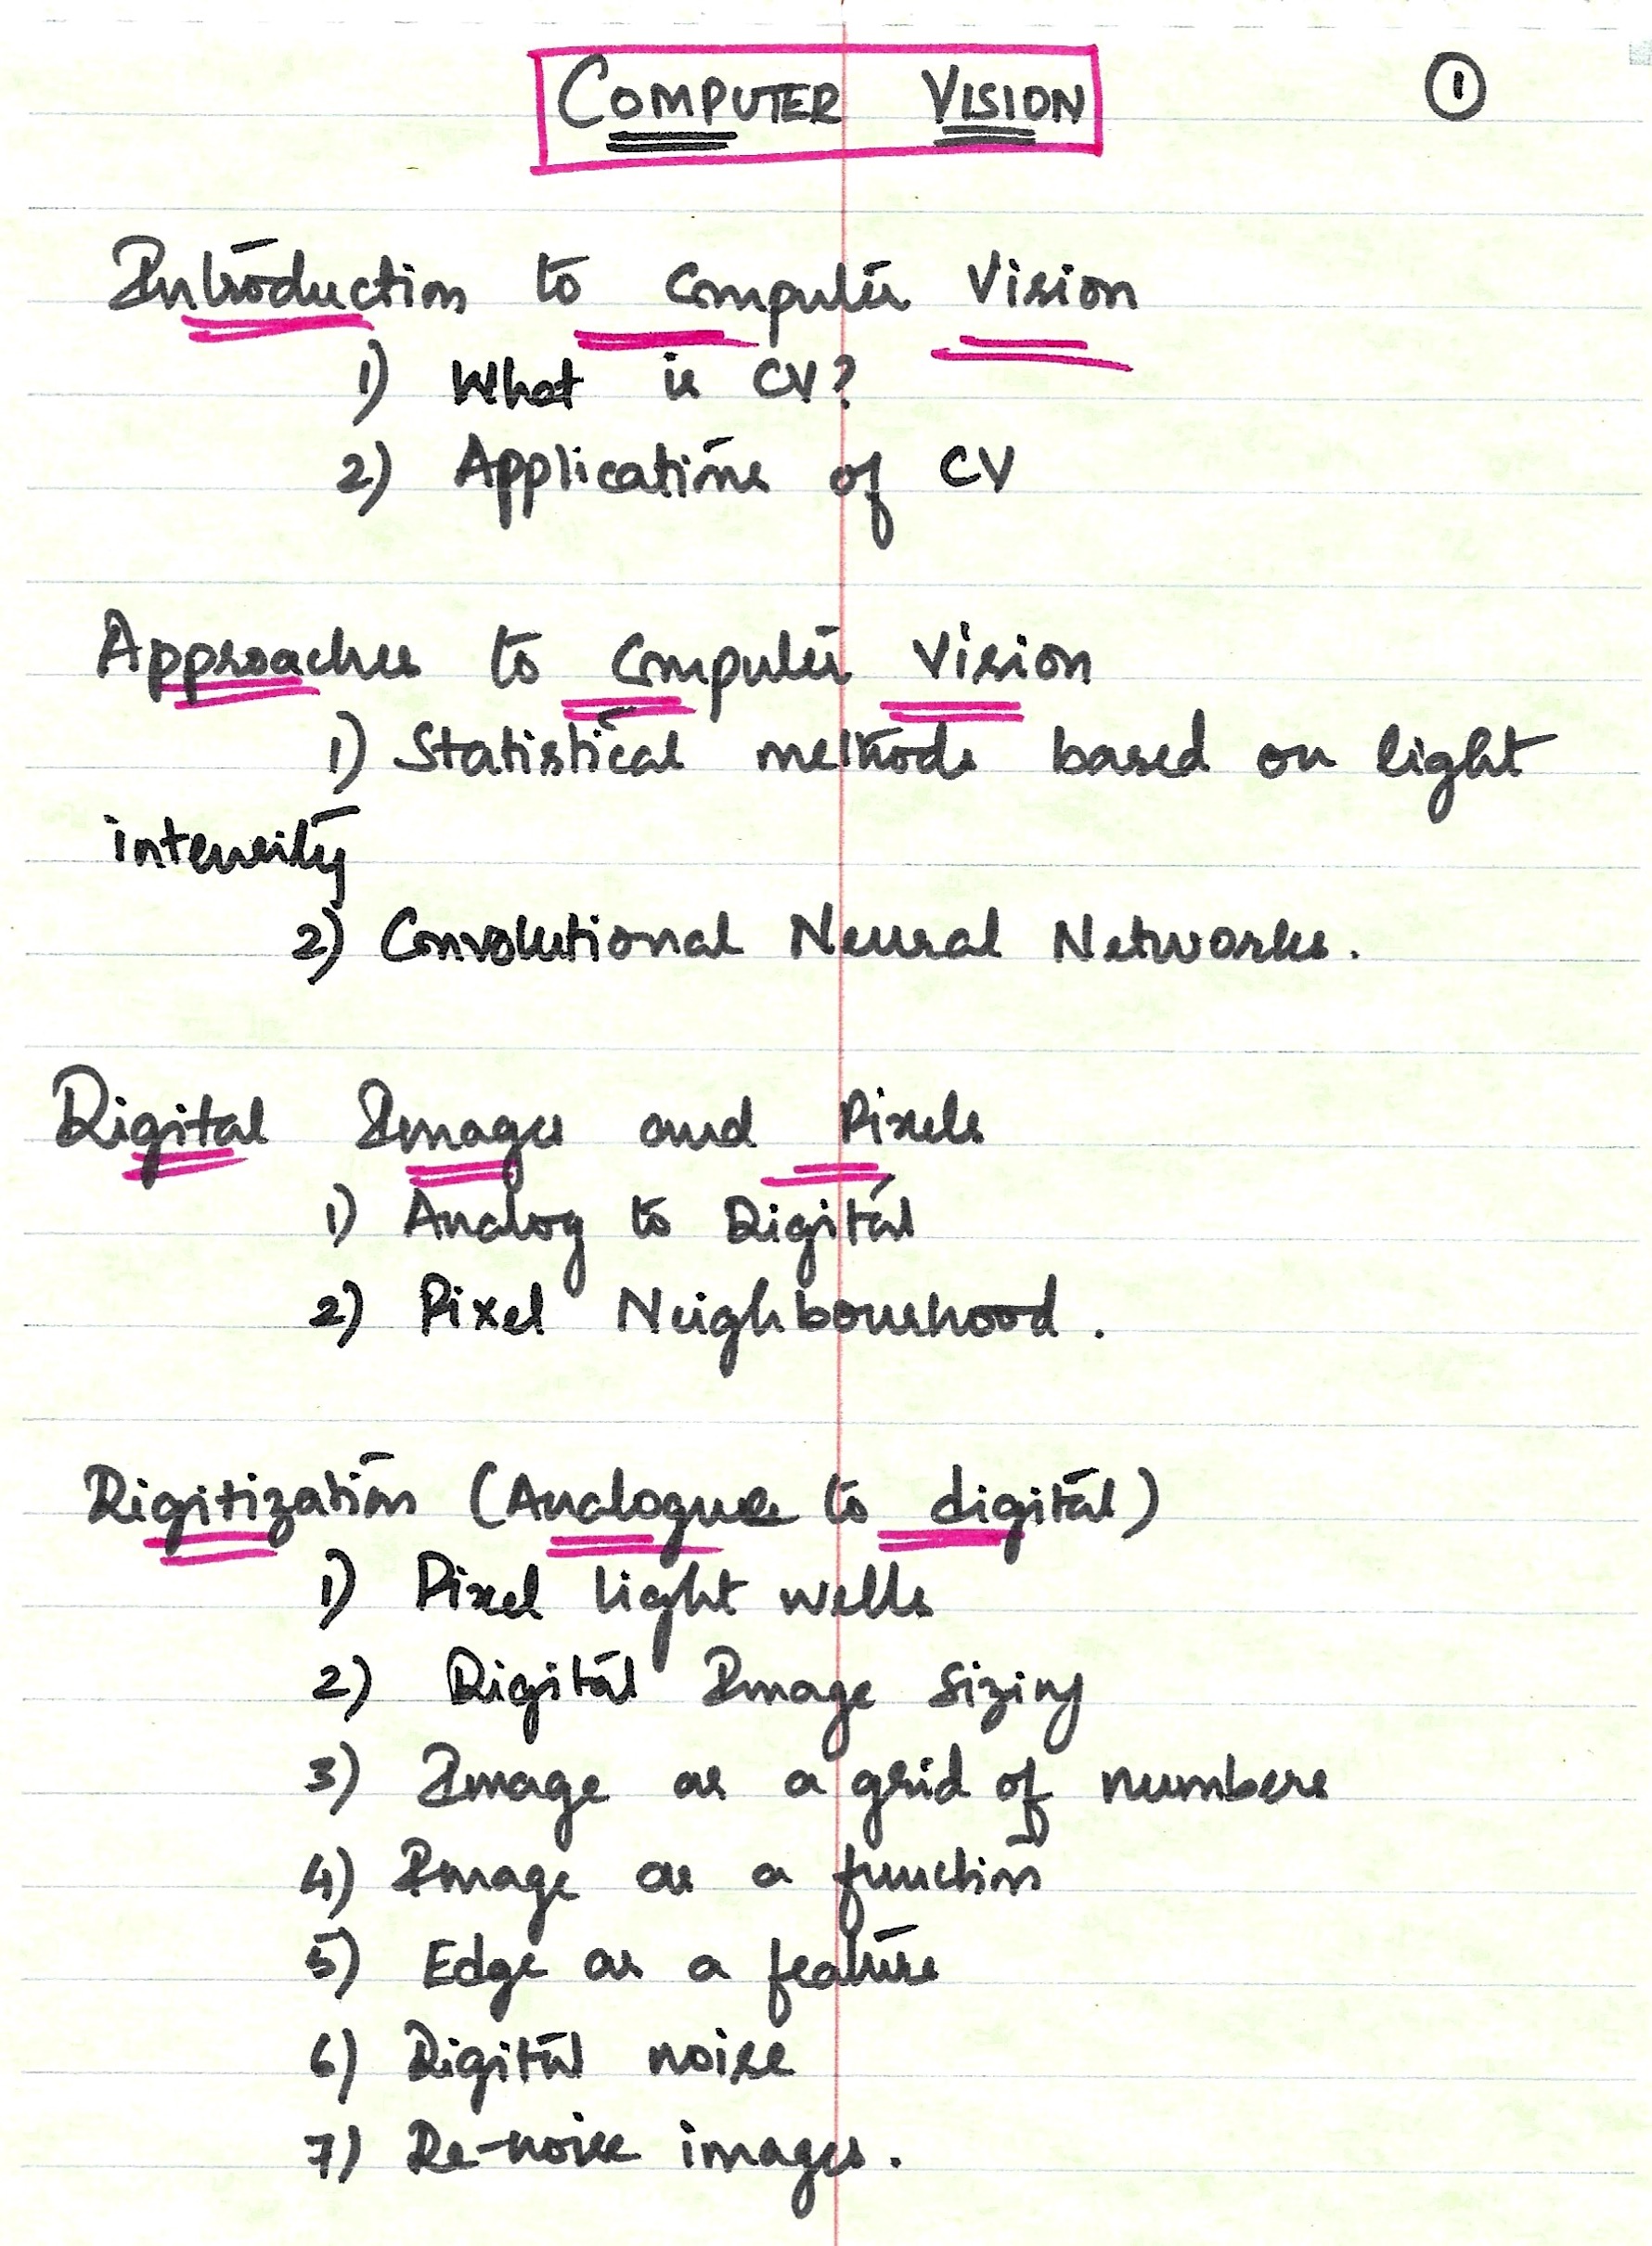 COMPUTER VISION
1
Introduction to Computer Vision
1) What is CV?
2) Applications of CV
Approaches to Computer Vision
1) Statistical methods based on light
intensity
2) Convolutional Neural Networks.
Digital Images and Pixels
1) Analog to Digital
2) Pixel Neighbourhood.
Digitization (Analogue to digital)
1) Pixel light wells
2) Digital Image sizing
3) Image as a grid of numbers
4) Image as a function
5) Edge as a feature
6) Digital noise
7) De-noise images.